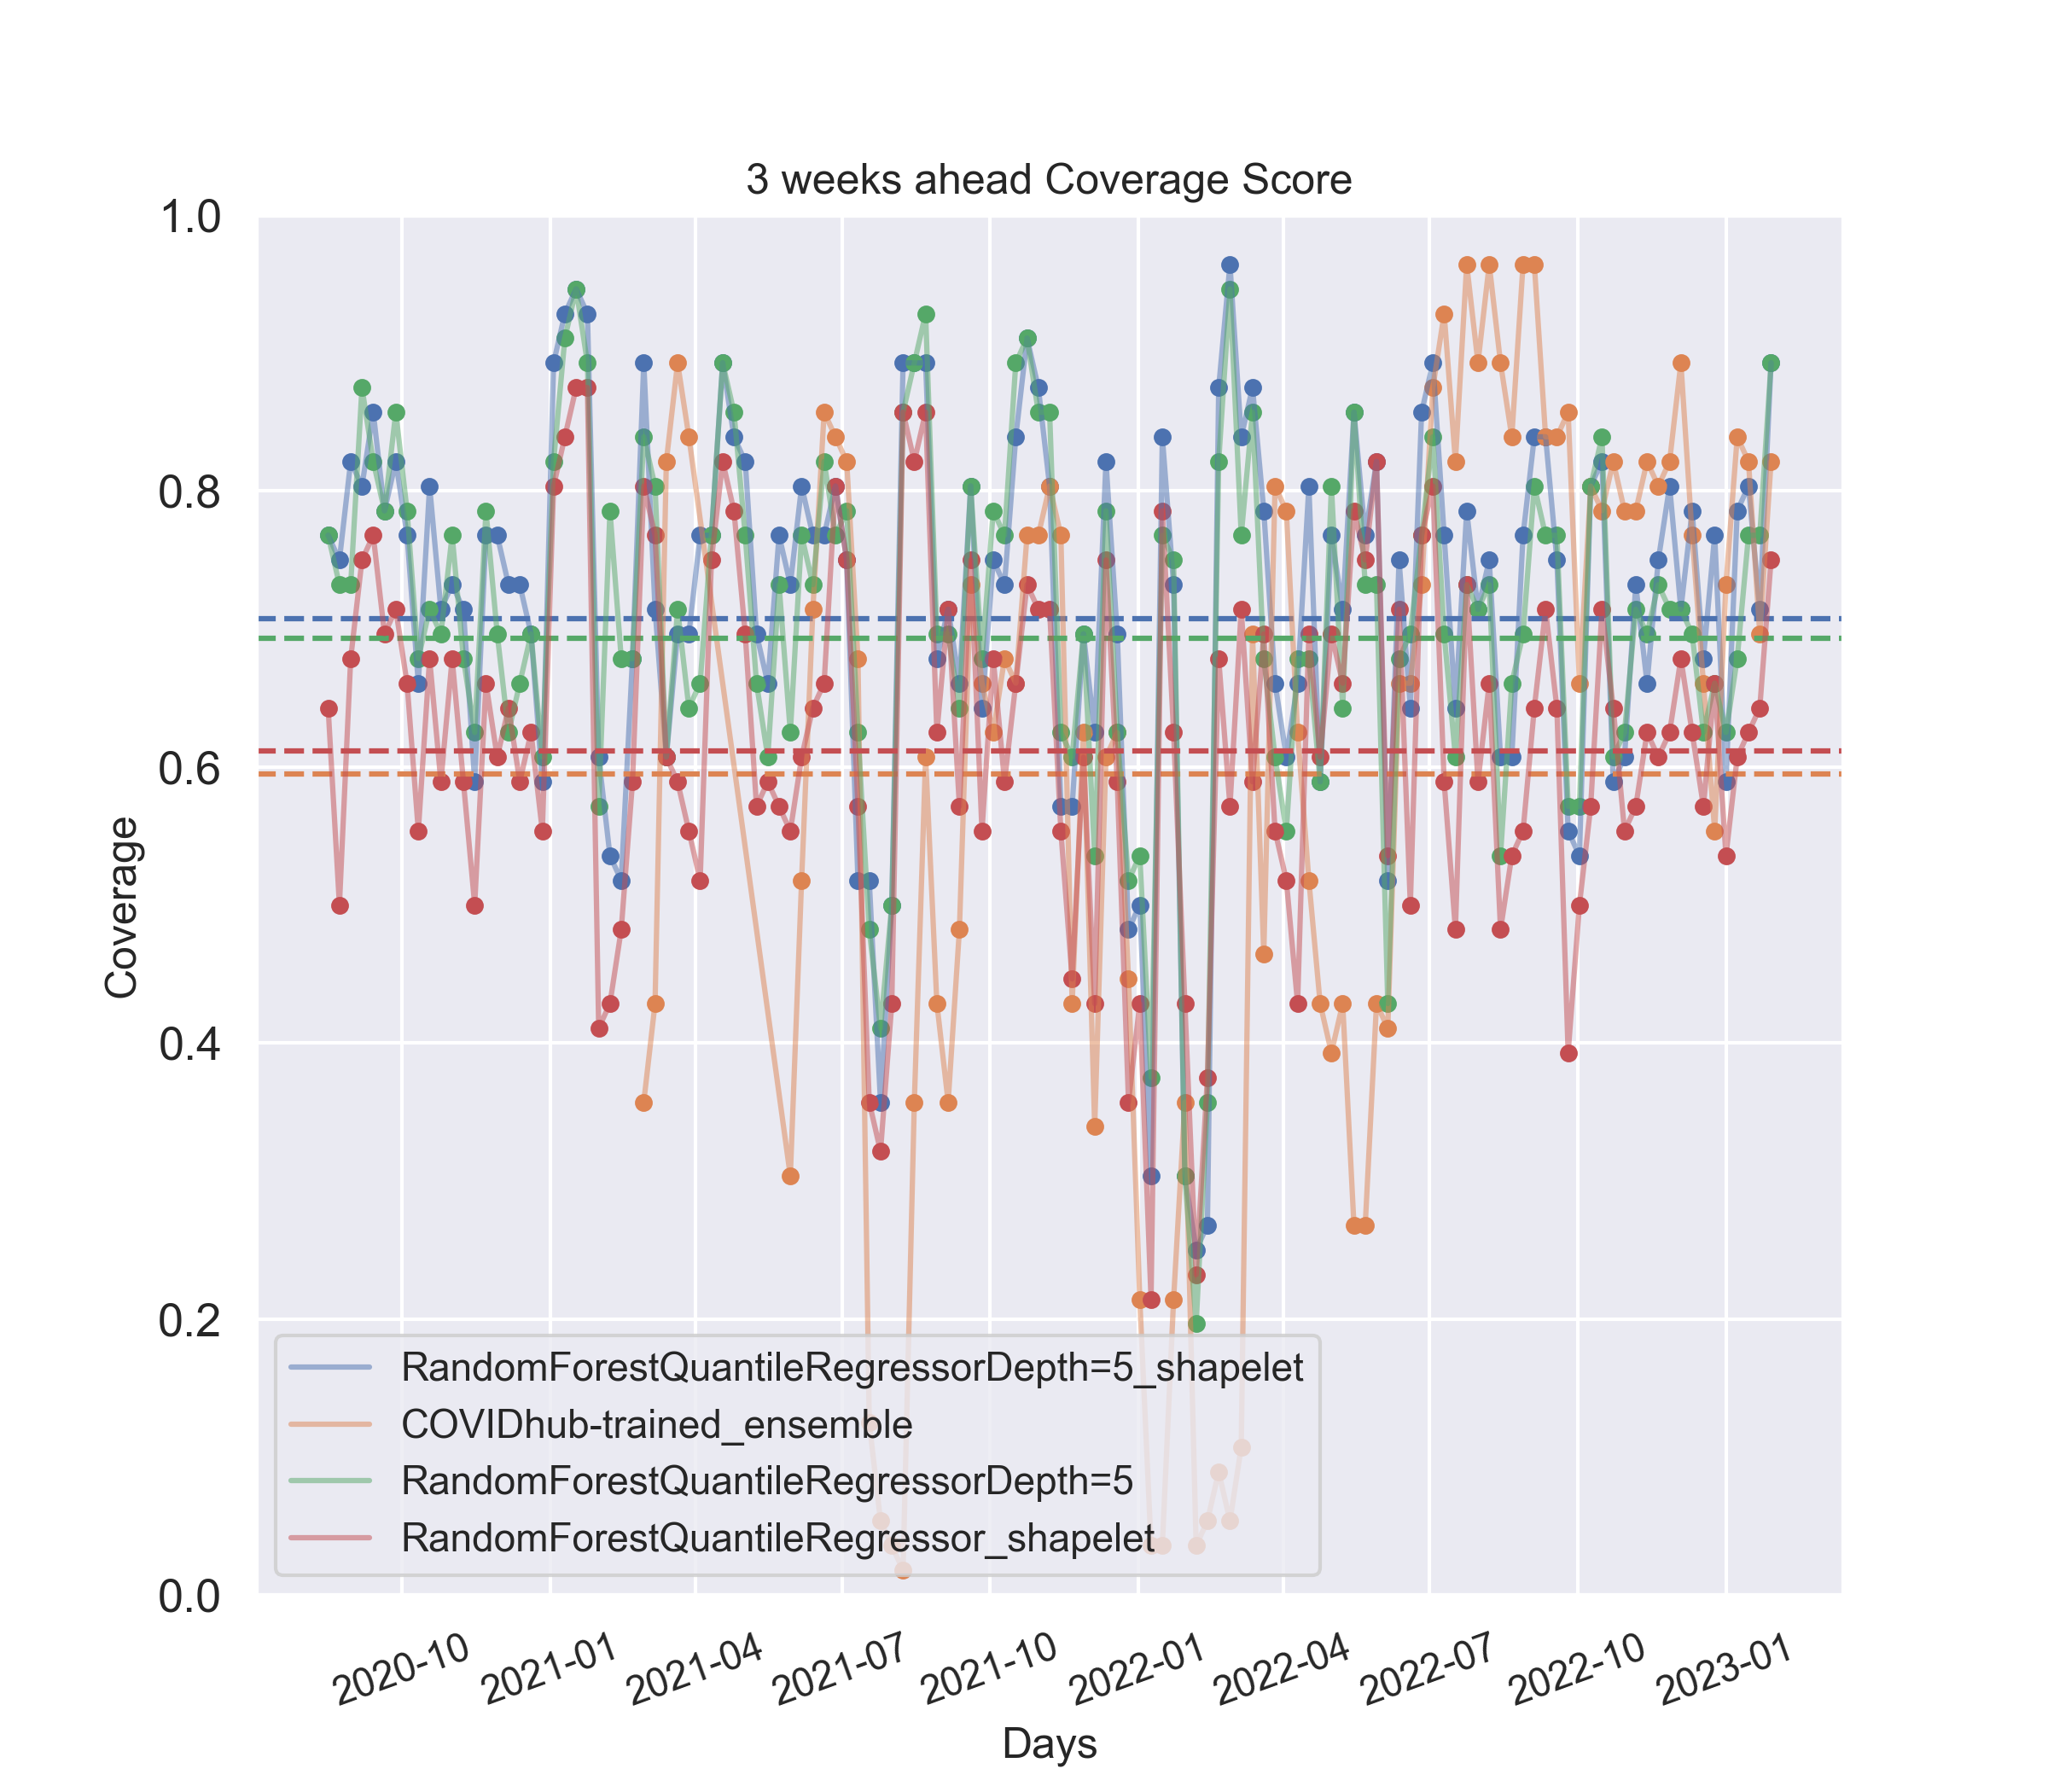 3 weeks ahead Coverage Score
1.0
0.8
0.6
0.4
0.2
0.0
Coverage
RandomForestQuantileRegressorDepth=5_shapelet
COVIDhub-trained_ensemble
RandomForestQuantileRegressorDepth=5
RandomForestQuantileRegressor_shapelet
2020-10 2021-01 2021-04 2021-07 2021-10 2022-01 2022-04 2022-07 2022-10 2023-01
Days